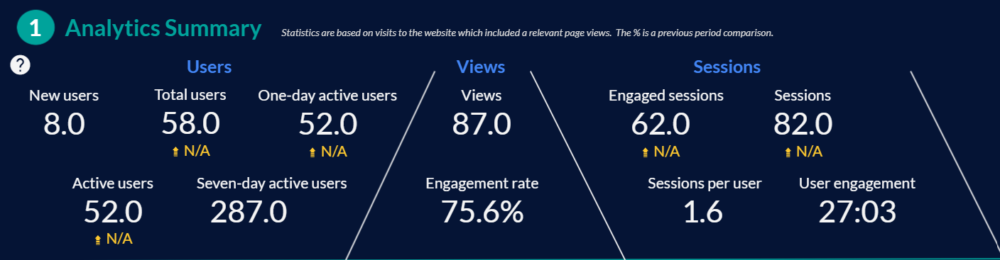 1 Analytics Summary Statistics are based on visits to the website which included a relevant page views. The % is a previous period comparison.
?
Users Views Sessions
New users Total users One-day active users Views Engaged sessions Sessions
8.0 58.0 52.0 87.0 62.0 82.0
N/A N/A N/A N/A
Active users Seven-day active users Engagement rate Sessions per user User engagement
52.0 287.0 75.6% 1.6 27:03
N/A